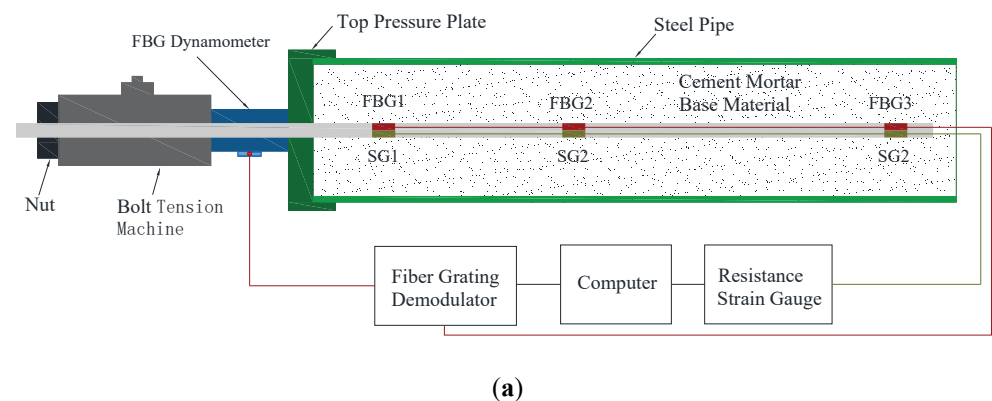 Top Pressure Plate
Steel Pipe
FBG Dynamometer
Cement Mortar
Base Material
FBG1
FBG2
FBG3
SG1
SG2
SG2
Nut
Bolt Tension
Machine
Fiber Grating
Demodulator
Computer
Resistance
Strain Gauge
(a)